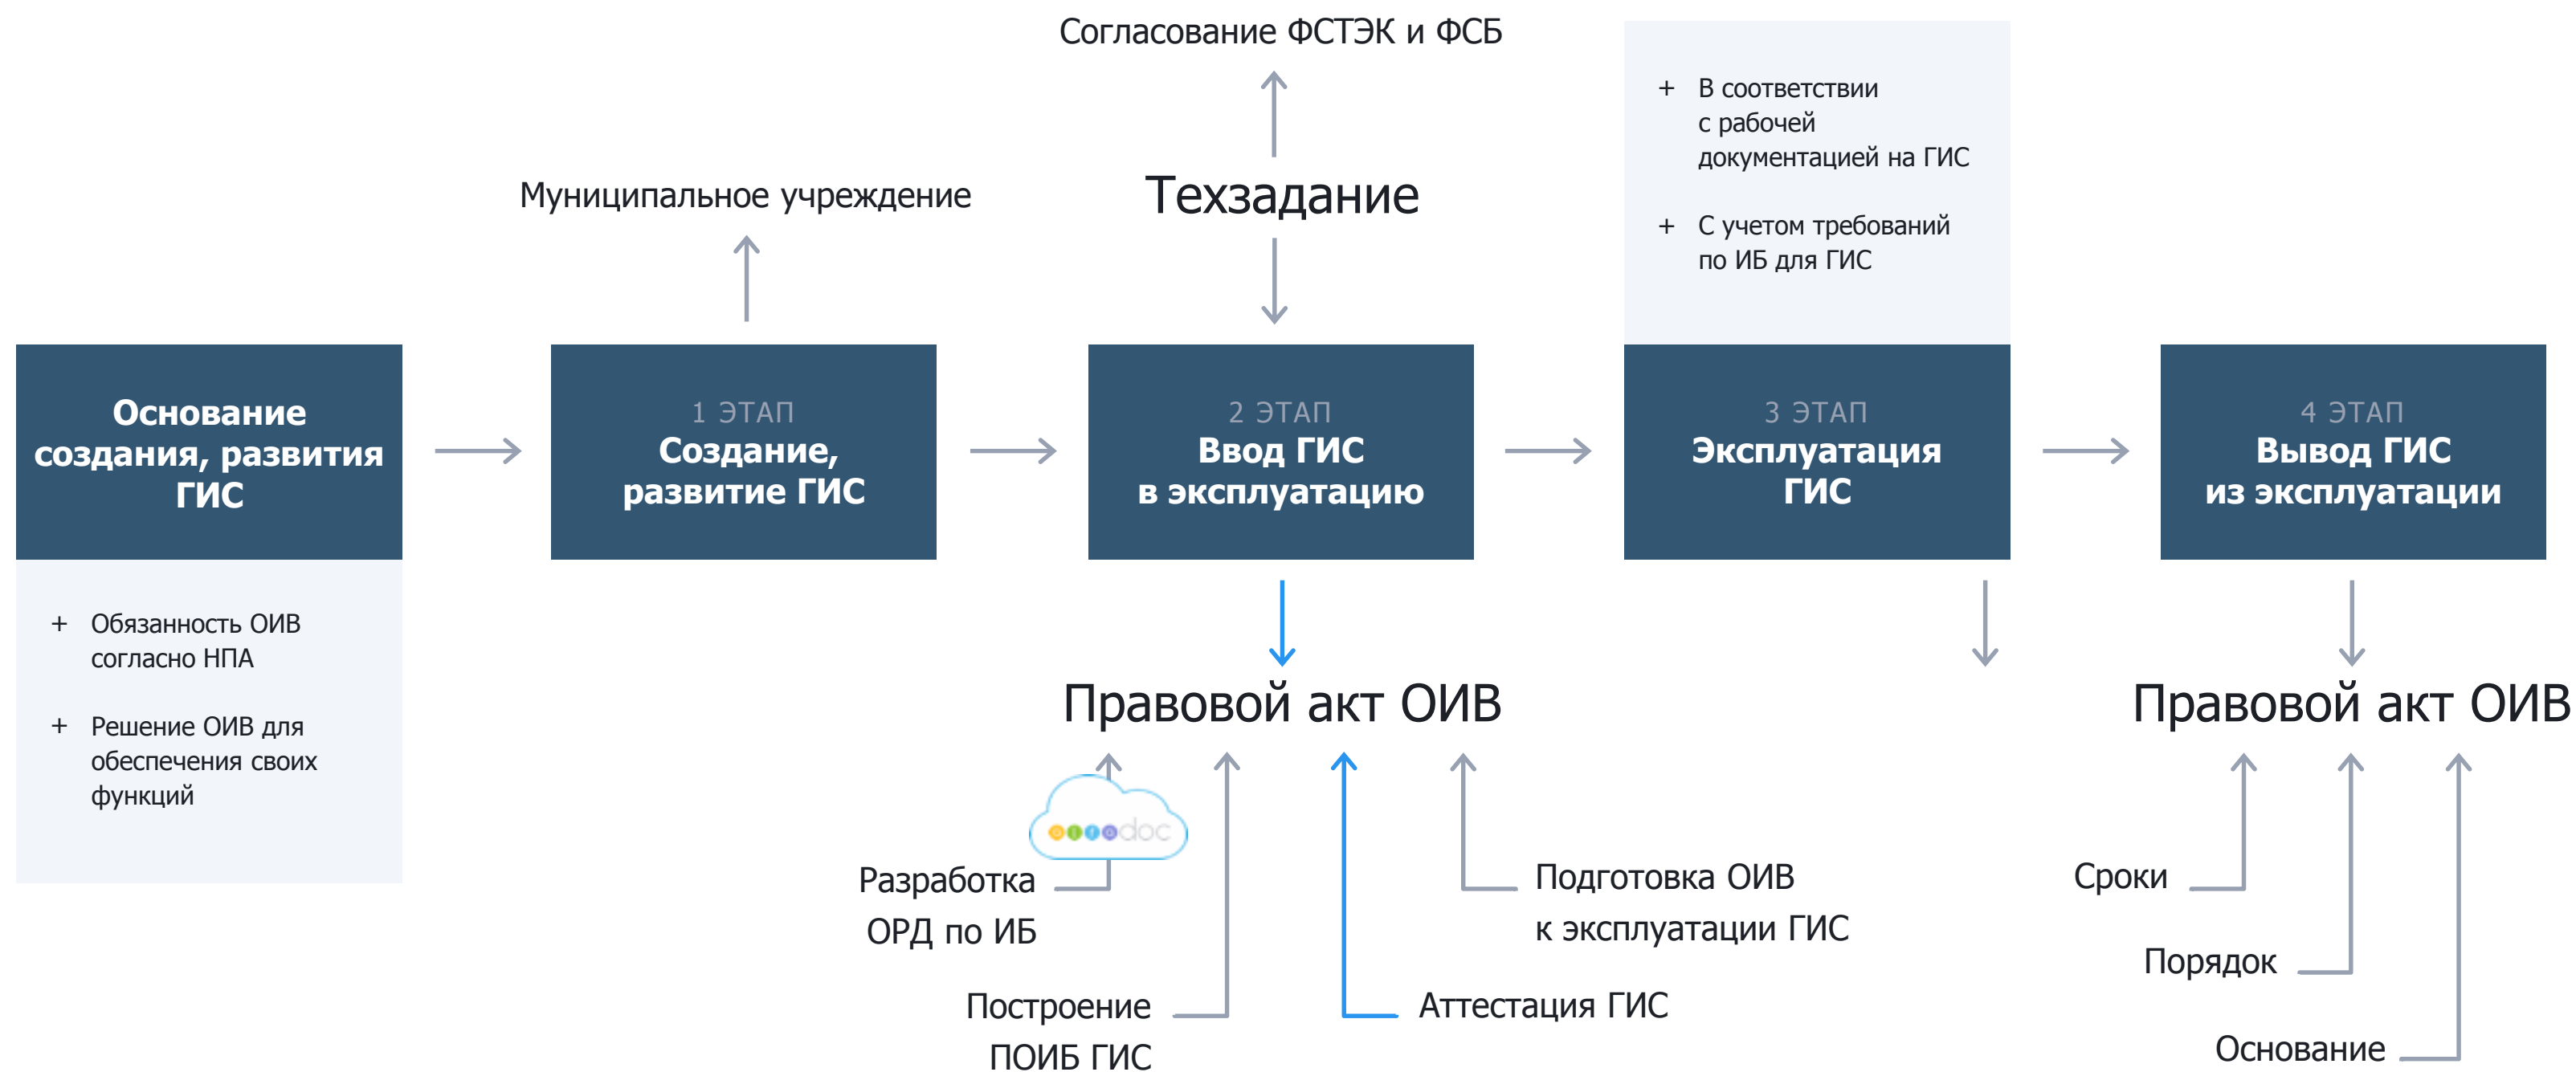 Согласование ФСТЭК и ФСБ
Муниципальное учреждение
Техзадание
+ В соответствии
с рабочей
документацией на ГИС
+ С учетом требований
по ИБ для ГИС
Основание
создания, развития
ГИС
1 ЭТАП
Создание,
развитие ГИС
2 ЭТАП
Ввод ГИС
в эксплуатацию
3 ЭТАП
Эксплуатация
ГИС
4 ЭТАП
Вывод ГИС
из эксплуатации
+ Обязанность ОИВ
согласно НПА
+ Решение ОИВ для
обеспечения своих
функций
Правовой акт ОИВ
alfadoc
Разработка
ОРД по ИБ
Построение
ПОИБ ГИС
Подготовка ОИВ
к эксплуатации ГИС
Аттестация ГИС
Правовой акт ОИВ
Сроки
Порядок
Основание